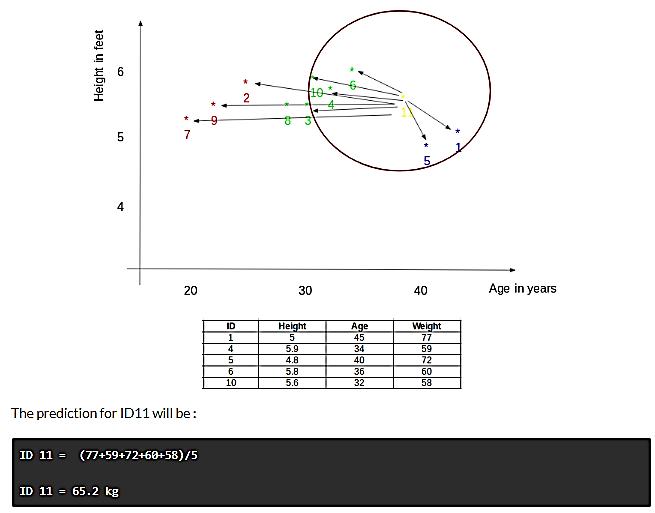 Height in feet
6
5
4
2
9
7
10
4
6
8
3
11
5
1
20
30
40
Age in years
ID Height Age Weight
1 5 45 77
4 5.9 34 59
5 4.8 40 72
6 5.8 36 60
10 5.6 32 58
The prediction for ID11 will be :
ID 11 = (77+59+72+60+58)/5
ID 11 = 65.2 kg